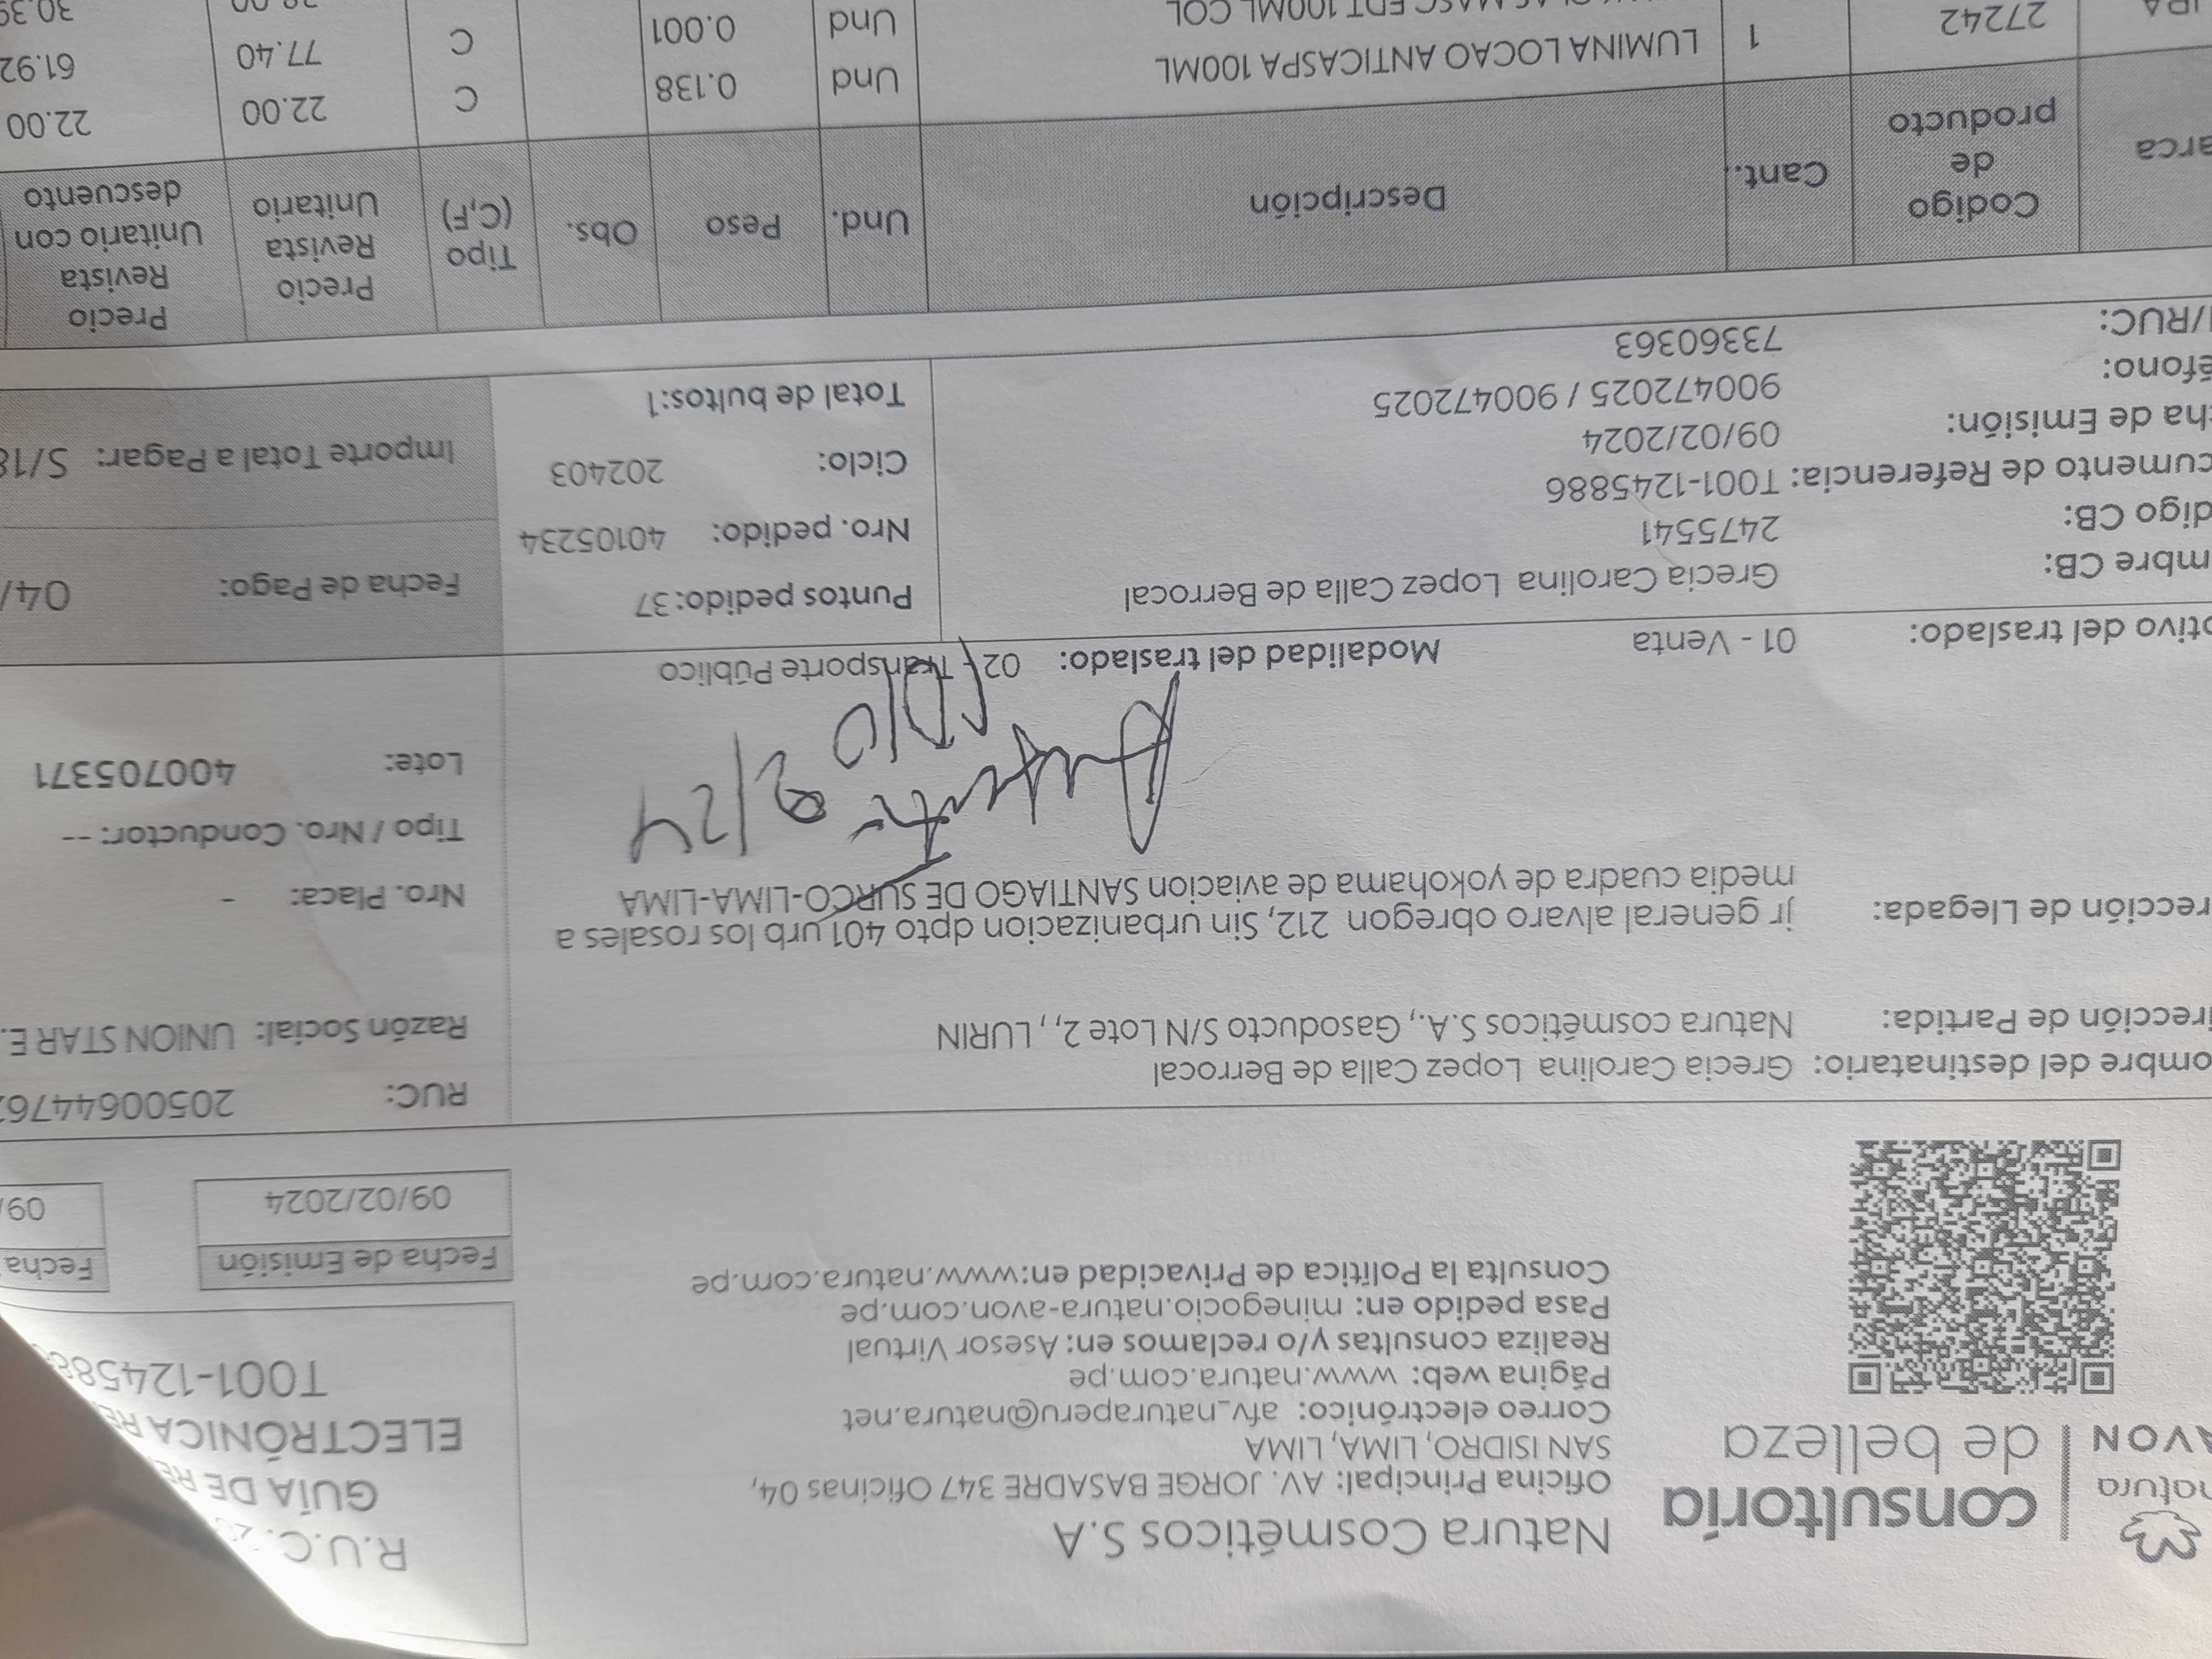 natura
AVON
consultoría
de belleza
Natura Cosméticos S.A
Oficina Principal: AV. JORGE BASADRE 347 Oficinas 04,
SAN ISIDRO, LIMA, LIMA
Correo electrónico: afv_naturaperu@natura.net
Página web: www.natura.com.pe
Realiza consultas y/o reclamos en: Asesor Virtual
Pasa pedido en: minegocio.natura-avon.com.pe
Consulta la Política de Privacidad en:www.natura.com.pe
R.U.C.
GUÍA DE RE
ELECTRÓNICA RE
T001-124588
Fecha de Emisión
09/02/2024
Fecha
09/
ombre del destinatario: Grecia Carolina Lopez Calla de Berrocal
irección de Partida: Natura cosméticos S.A., Gasoducto S/N Lote 2, , LURIN
rección de Llegada: jr general alvaro obregon 212, Sin urbanizacion dpto 401 urb los rosales a
media cuadra de yokohama de aviacion SANTIAGO DE SURCO-LIMA-LIMA
RUC: 2050064476
Razón Social: UNION STAR E.
Nro. Placa: -
Tipo / Nro. Conductor: --
Lote: 400705371
otivo del traslado: 01 - Venta Modalidad del traslado: 02 - Transporte Público
mbre CB: Grecia Carolina Lopez Calla de Berrocal
digo CB: 2475541
cumento de Referencia: T001-1245886
ha de Emisión: 09/02/2024
éfono: 900472025 / 900472025
I/RUC: 73360363
Puntos pedido: 37
Nro. pedido: 40105234
Ciclo: 202403
Total de bultos:1
Fecha de Pago: 04/
Importe Total a Pagar: S/18
arca
Codigo de producto
Cant..
Descripción
Und.
Peso
Obs.
Tipo (C,F)
Precio Revista Unitario
Precio Revista Unitario con descuento
27242 1 LUMINA LOCAO ANTICASPA 100ML Und 0.138 C 22.00 22.00
MASC EDT 100ML COL Und 0.001 C 77.40 61.92